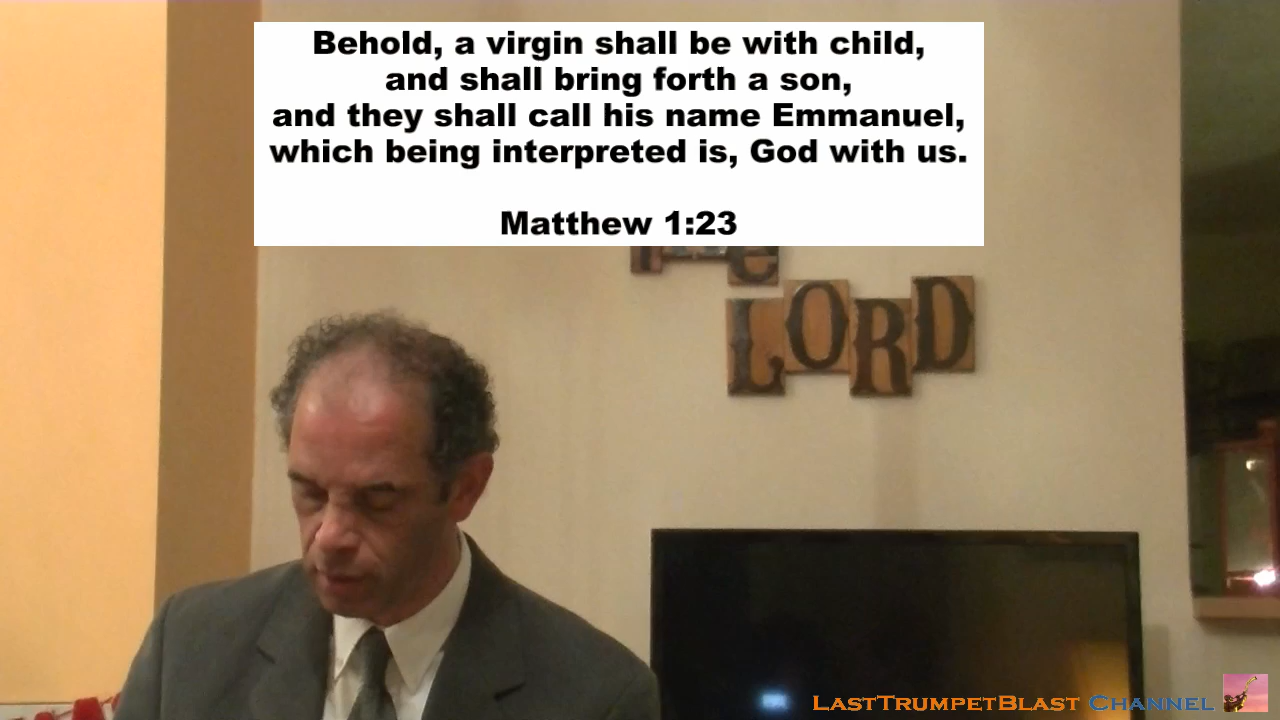 Behold, a virgin shall be with child,
and shall bring forth a son,
and they shall call his name Emmanuel,
which being interpreted is, God with us.
Matthew 1:23
LORD
LastTrumpetBlast Channel